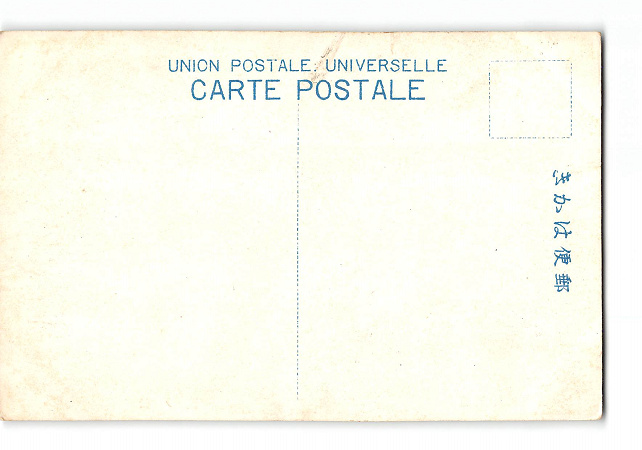 UNION POSTALE UNIVERSELLE
CARTE POSTALE
きかは便郵